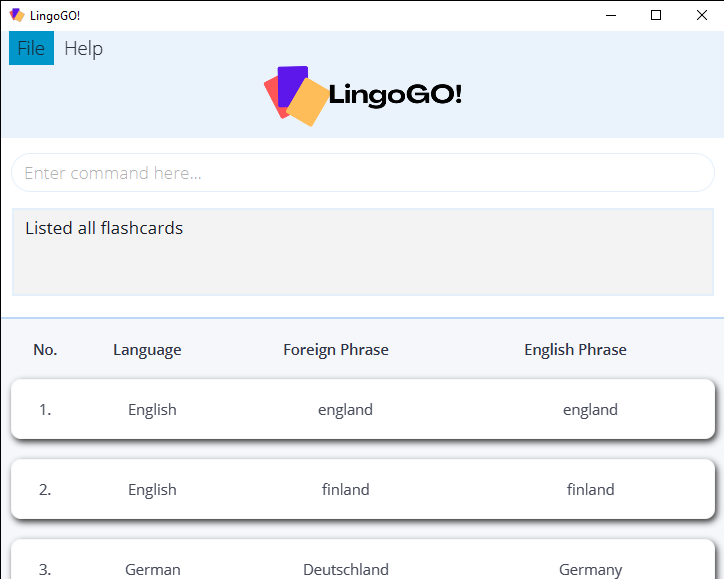 LingoGO!
File Help
LingoGO!
Enter command here...
Listed all flashcards
No. Language Foreign Phrase English Phrase
1. English england england
2. English finland finland
3. German Deutschland Germany